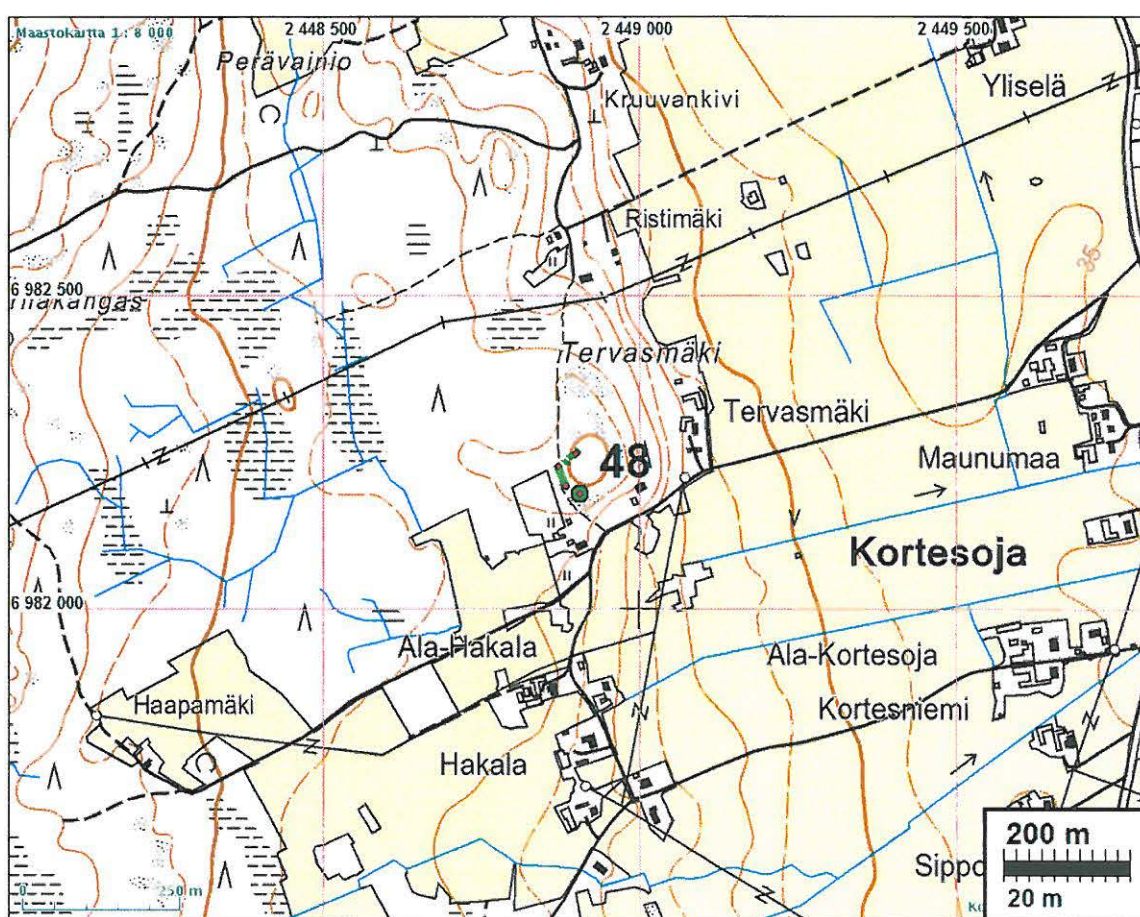 Maastokartta 1 : 8 000
2 448 500
2 449 000
2 449 500
Perävainio
Kruuvankivi
Yliselä
Ristimäki
6 982 500
35
Tervasmäki
Tervasmäki
48
Maunumaa
Kortesoja
6 982 000
Ala-Hakala
Ala-Kortesoja
Haapamäki
Kortesniemi
Hakala
200 m
20 m
Sippo
0 250 m